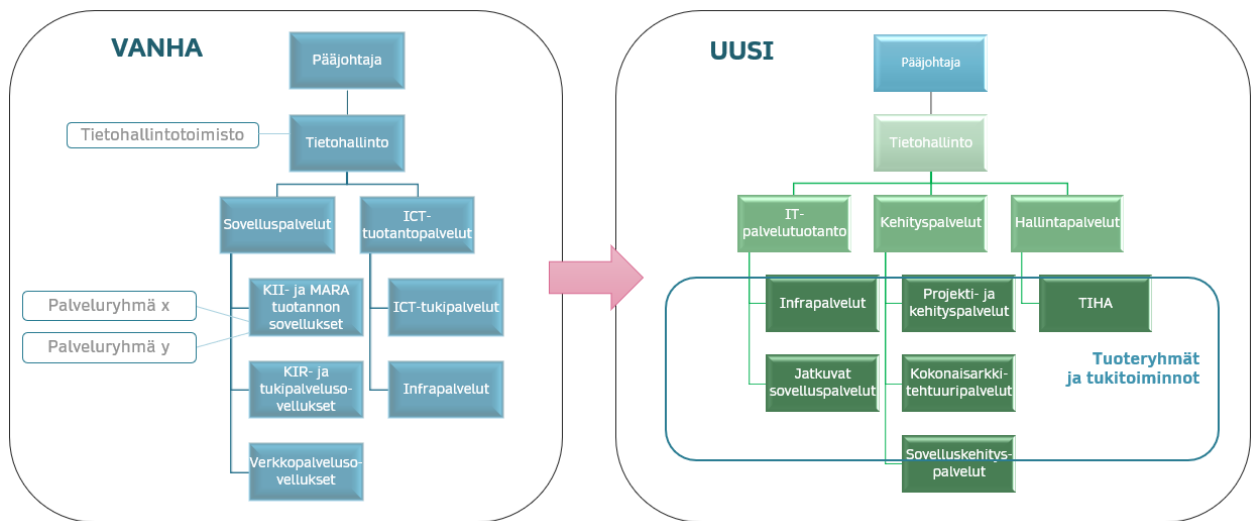 VANHA
Pääjohtaja
Tietohallintotoimisto
Tietohallinto
Sovelluspalvelut
ICT-
tuotantopalvelut
KII- ja MARA
tuotannon
sovellukset
Palveluryhmä x
Palveluryhmä y
ICT-tukipalvelut
KIR- ja
tukipalveluso-
vellukset
Infrapalvelut
Verkkopalveluso-
vellukset
UUSI
Pääjohtaja
Tietohallinto
IT-
palvelutuotanto
Kehityspalvelut
Hallintapalvelut
Infrapalvelut
Projekti- ja
kehityspalvelut
TIHA
Jatkuvat
sovelluspalvelut
Kokonaisarkki-
tehtuuripalvelut
Tuoteryhmät
ja tukitoiminnot
Sovelluskehitys-
palvelut